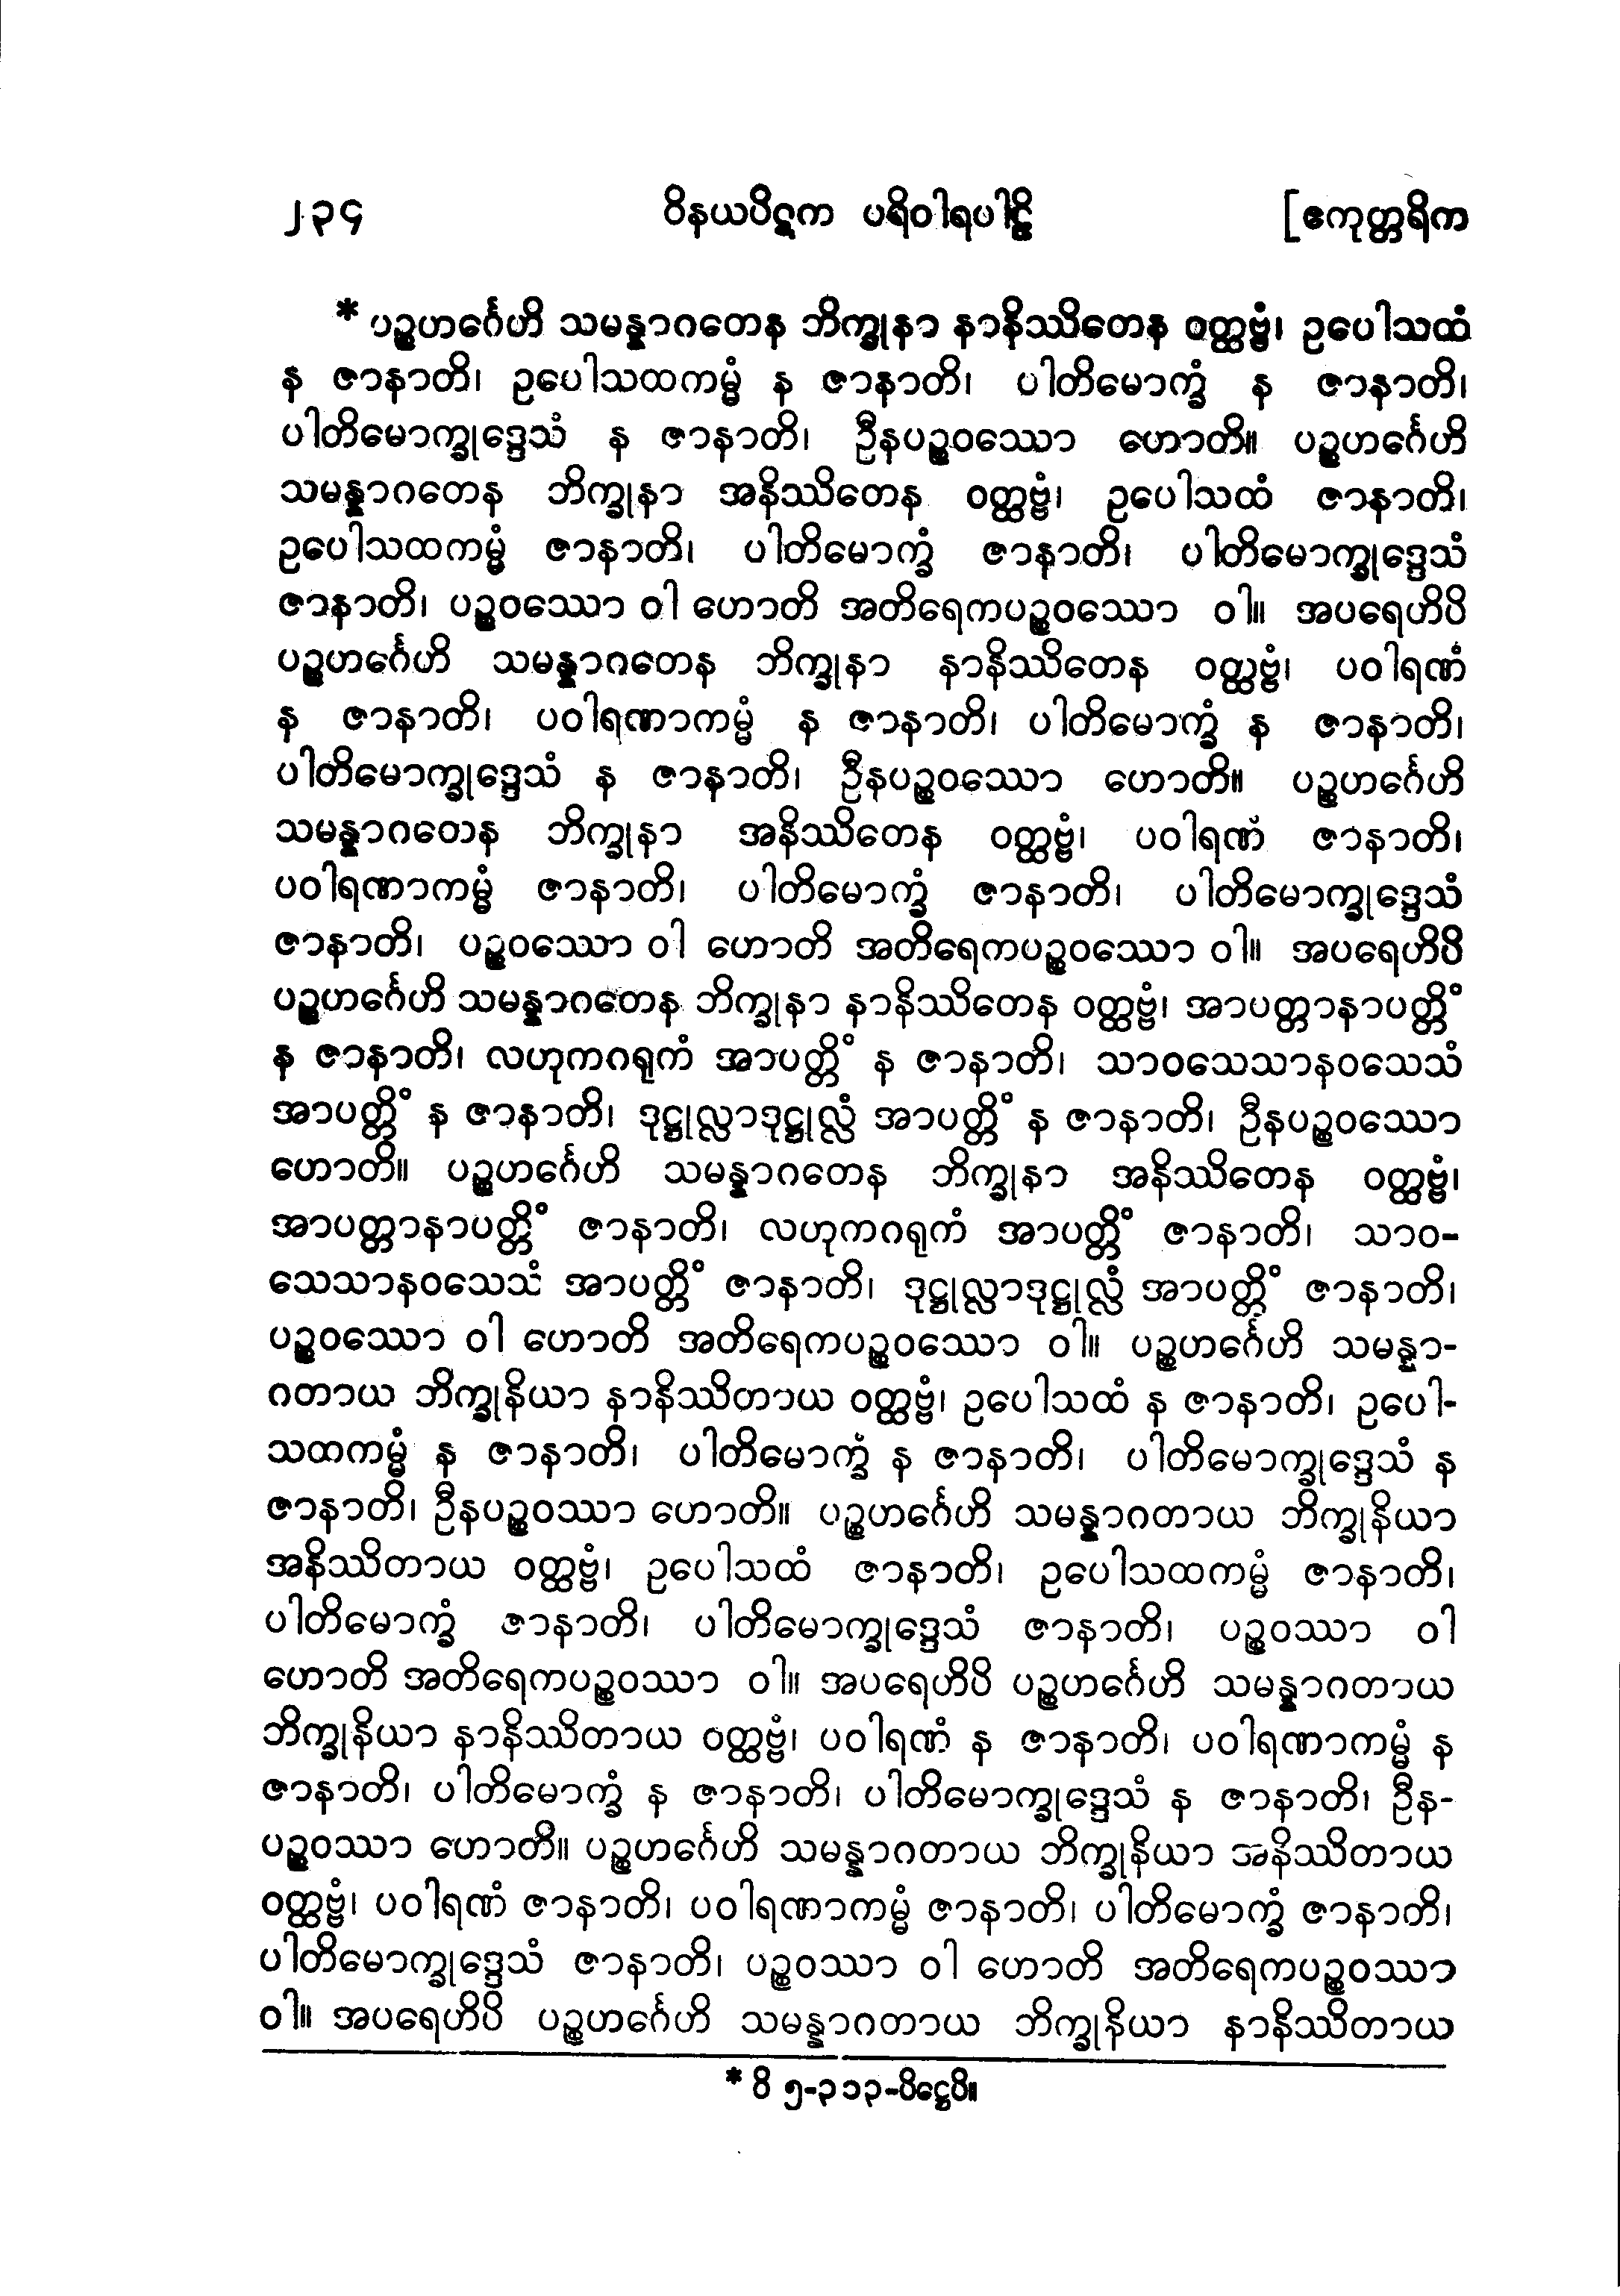 ၂၃၄ ဝိနယပိဋက ပရိဝါရပါဠိ [ဧကုတ္တရိက
* ပဉ္စဟင်္ဂေဟိ သမန္နာဂတေန ဘိက္ခုနာ နာနိဿိတေန ဝတ္ထဗ္ဗံ၊ ဥပေါသထံ
န ဇာနာတိ၊ ဥပေါသထကမ္မံ န ဇာနာတိ၊ ပါတိမောက္ခံ န ဇာနာတိ၊
ပါတိမောက္ခုဒ္ဒေသံ န ဇာနာတိ၊ ဦနပဉ္စဝဿော ဟောတိ။ ပဉ္စဟင်္ဂေဟိ
သမန္နာဂတေန ဘိက္ခုနာ အနိဿိတေန ဝတ္ထဗ္ဗံ၊ ဥပေါသထံ ဇာနာတိ၊
ဥပေါသထကမ္မံ ဇာနာတိ၊ ပါတိမောက္ခံ ဇာနာတိ၊ ပါတိမောက္ခုဒ္ဒေသံ
ဇာနာတိ၊ ပဉ္စဝဿော ဝါ ဟောတိ အတိရေကပဉ္စဝဿော ဝါ။ အပရေဟိပိ
ပဉ္စဟင်္ဂေဟိ သမန္နာဂတေန ဘိက္ခုနာ နာနိဿိတေန ဝတ္ထဗ္ဗံ၊ ပဝါရဏံ
န ဇာနာတိ၊ ပဝါရဏာကမ္မံ န ဇာနာတိ၊ ပါတိမောက္ခံ န ဇာနာတိ၊
ပါတိမောက္ခုဒ္ဒေသံ န ဇာနာတိ၊ ဦနပဉ္စဝဿော ဟောတိ။ ပဉ္စဟင်္ဂေဟိ
သမန္နာဂတေန ဘိက္ခုနာ အနိဿိတေန ဝတ္ထဗ္ဗံ၊ ပဝါရဏံ ဇာနာတိ၊
ပဝါရဏာကမ္မံ ဇာနာတိ၊ ပါတိမောက္ခံ ဇာနာတိ၊ ပါတိမောက္ခုဒ္ဒေသံ
ဇာနာတိ၊ ပဉ္စဝဿော ဝါ ဟောတိ အတိရေကပဉ္စဝဿော ဝါ။ အပရေဟိပိ
ပဉ္စဟင်္ဂေဟိ သမန္နာဂတေန ဘိက္ခုနာ နာနိဿိတေန ဝတ္ထဗ္ဗံ၊ အာပတ္တာနာပတ္တိံ
န ဇာနာတိ၊ လဟုကဂရုကံ အာပတ္တိံ န ဇာနာတိ၊ သာဝသေသာနဝသေသံ
အာပတ္တိံ န ဇာနာတိ၊ ဒုဋ္ဌုလ္လာဒုဋ္ဌုလ္လံ အာပတ္တိံ န ဇာနာတိ၊ ဦနပဉ္စဝဿော
ဟောတိ။ ပဉ္စဟင်္ဂေဟိ သမန္နာဂတေန ဘိက္ခုနာ အနိဿိတေန ဝတ္ထဗ္ဗံ၊
အာပတ္တာနာပတ္တိံ ဇာနာတိ၊ လဟုကဂရုကံ အာပတ္တိံ ဇာနာတိ၊ သာဝ-
သေသာနဝသေသံ အာပတ္တိံ ဇာနာတိ၊ ဒုဋ္ဌုလ္လာဒုဋ္ဌုလ္လံ အာပတ္တိံ ဇာနာတိ၊
ပဉ္စဝဿော ဝါ ဟောတိ အတိရေကပဉ္စဝဿော ဝါ။ ပဉ္စဟင်္ဂေဟိ သမန္နာ-
ဂတာယ ဘိက္ခုနိယာ နာနိဿိတာယ ဝတ္ထဗ္ဗံ၊ ဥပေါသထံ န ဇာနာတိ၊ ဥပေါ-
သထကမ္မံ န ဇာနာတိ၊ ပါတိမောက္ခံ န ဇာနာတိ၊ ပါတိမောက္ခုဒ္ဒေသံ န
ဇာနာတိ၊ ဦနပဉ္စဝဿာ ဟောတိ။ ပဉ္စဟင်္ဂေဟိ သမန္နာဂတာယ ဘိက္ခုနိယာ
အနိဿိတာယ ဝတ္ထဗ္ဗံ၊ ဥပေါသထံ ဇာနာတိ၊ ဥပေါသထကမ္မံ ဇာနာတိ၊
ပါတိမောက္ခံ ဇာနာတိ၊ ပါတိမောက္ခုဒ္ဒေသံ ဇာနာတိ၊ ပဉ္စဝဿာ ဝါ
ဟောတိ အတိရေကပဉ္စဝဿာ ဝါ။ အပရေဟိပိ ပဉ္စဟင်္ဂေဟိ သမန္နာဂတာယ
ဘိက္ခုနိယာ နာနိဿိတာယ ဝတ္ထဗ္ဗံ၊ ပဝါရဏံ န ဇာနာတိ၊ ပဝါရဏာကမ္မံ န
ဇာနာတိ၊ ပါတိမောက္ခံ န ဇာနာတိ၊ ပါတိမောက္ခုဒ္ဒေသံ န ဇာနာတိ၊ ဦန-
ပဉ္စဝဿာ ဟောတိ။ ပဉ္စဟင်္ဂေဟိ သမန္နာဂတာယ ဘိက္ခုနိယာ အနိဿိတာယ
ဝတ္ထဗ္ဗံ၊ ပဝါရဏံ ဇာနာတိ၊ ပဝါရဏာကမ္မံ ဇာနာတိ၊ ပါတိမောက္ခံ ဇာနာတိ၊
ပါတိမောက္ခုဒ္ဒေသံ ဇာနာတိ၊ ပဉ္စဝဿာ ဝါ ဟောတိ အတိရေကပဉ္စဝဿာ
ဝါ။ အပရေဟိပိ ပဉ္စဟင်္ဂေဟိ သမန္နာဂတာယ ဘိက္ခုနိယာ နာနိဿိတာယ
* ဝိ ၅-၃၁၃-ပိဋ္ဌေပိ။